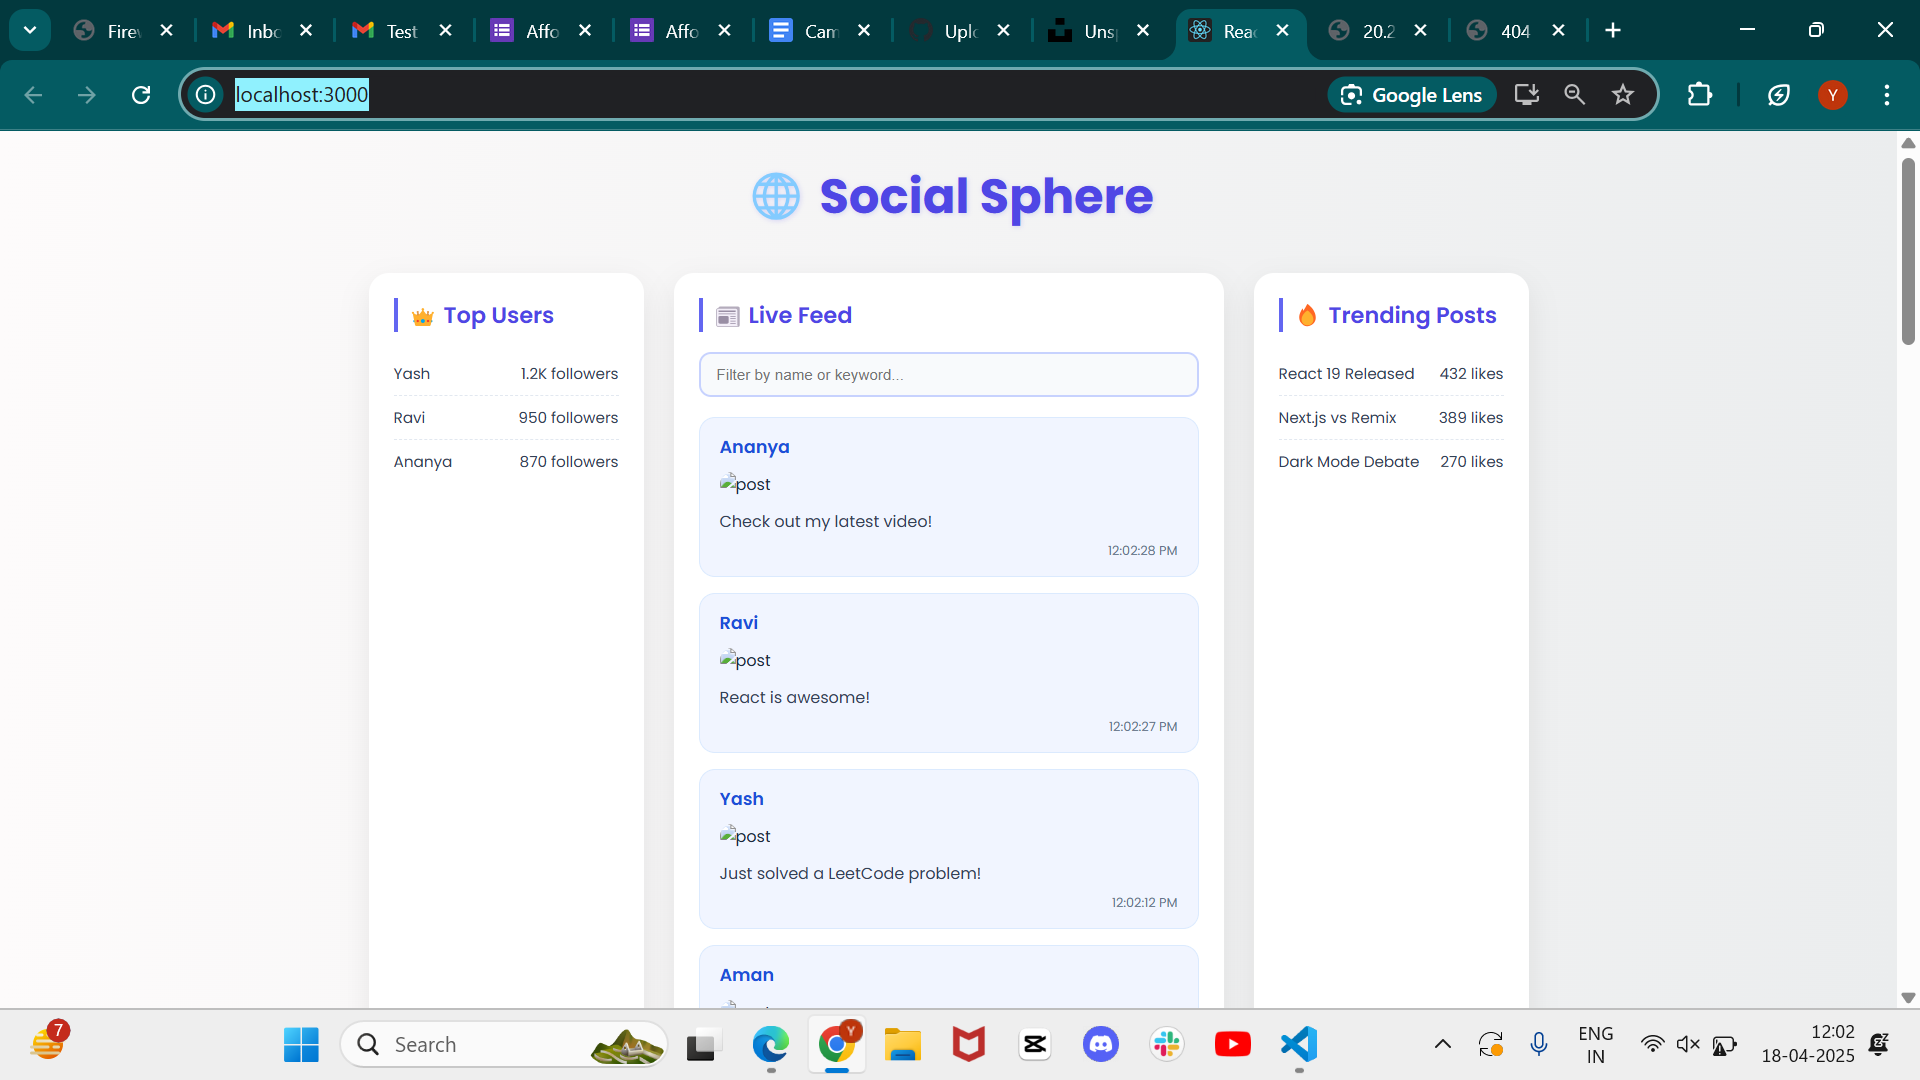 Firew
Inbo
Test
Affo
Affo
Cam
Uplo
Uns
Reac
20.2
404
localhost:3000
Google Lens
Y
Social Sphere
Top Users
Yash 1.2K followers
Ravi 950 followers
Ananya 870 followers
Live Feed
Filter by name or keyword...
Ananya
post
Check out my latest video!
12:02:28 PM
Ravi
post
React is awesome!
12:02:27 PM
Yash
post
Just solved a LeetCode problem!
12:02:12 PM
Aman
Trending Posts
React 19 Released 432 likes
Next.js vs Remix 389 likes
Dark Mode Debate 270 likes
7
Search
Y
ENG
IN
12:02
18-04-2025